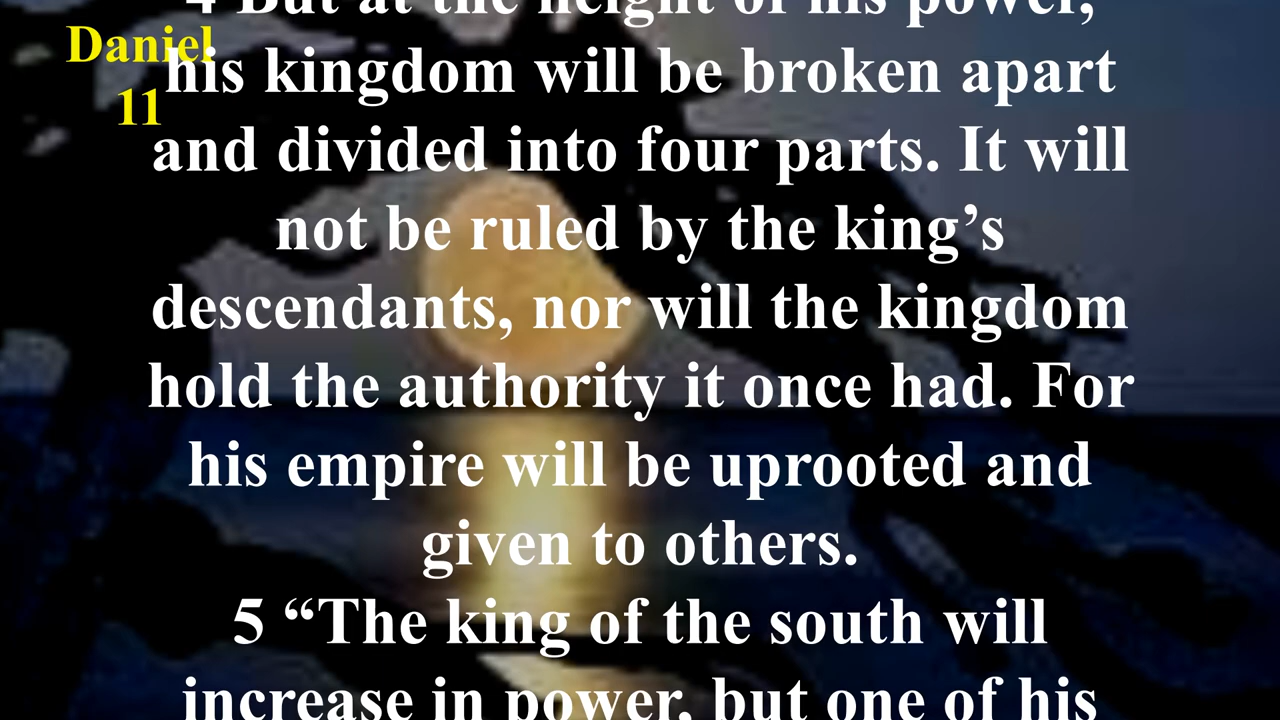 Daniel
11
4 But at the height of his power,
his kingdom will be broken apart
and divided into four parts. It will
not be ruled by the king’s
descendants, nor will the kingdom
hold the authority it once had. For
his empire will be uprooted and
given to others.
5 “The king of the south will
increase in power, but one of his